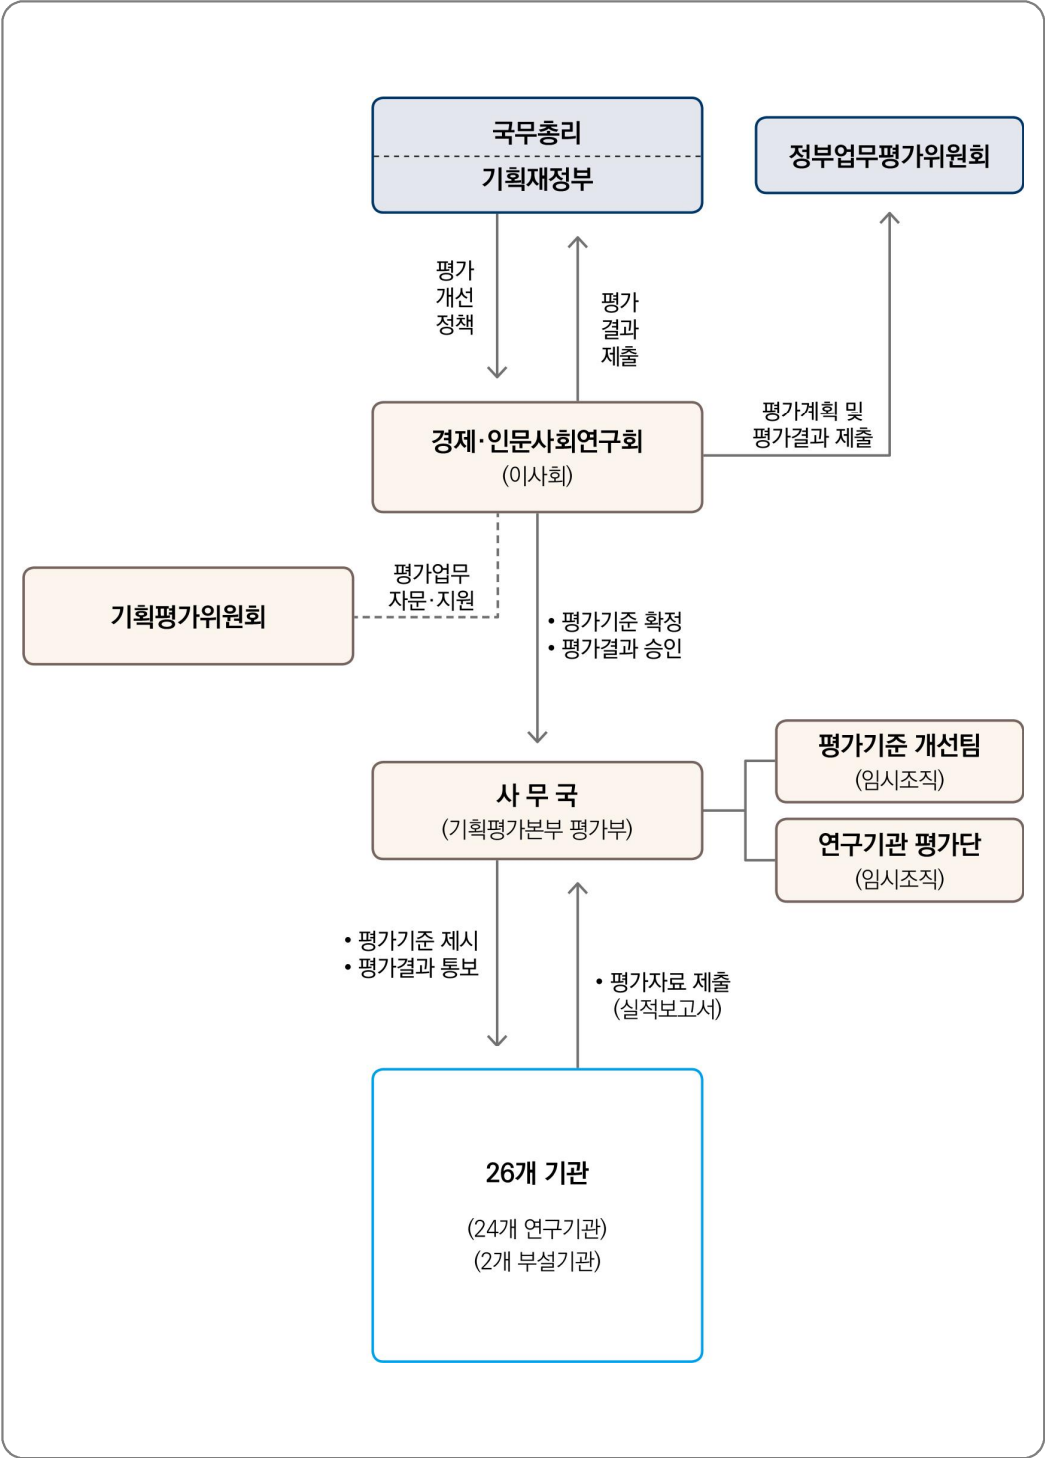 국무총리
기획재정부
정부업무평가위원회
평가
개선
정책
평가
결과
제출
평가계획 및
평가결과 제출
경제·인문사회연구회
(이사회)
평가업무
자문·지원
기획평가위원회
• 평가기준 확정
• 평가결과 승인
사 무 국
(기획평가본부 평가부)
평가기준 개선팀
(임시조직)
연구기관 평가단
(임시조직)
• 평가기준 제시
• 평가결과 통보
• 평가자료 제출
(실적보고서)
26개 기관
(24개 연구기관)
(2개 부설기관)